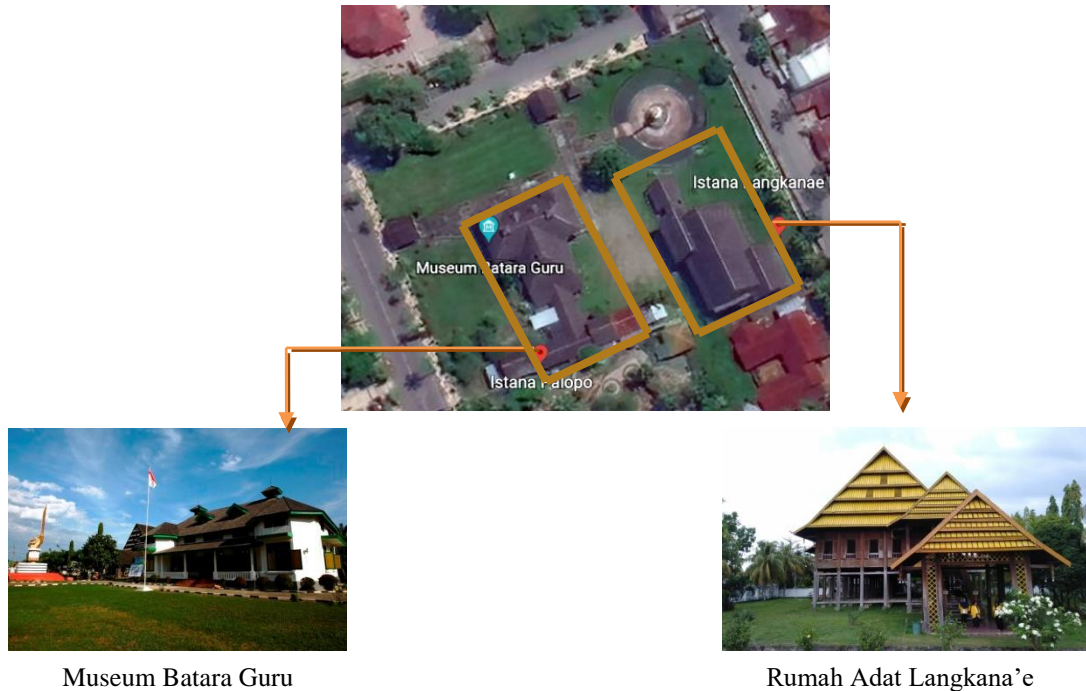 Istana Langkanae
Museum Batara Guru
Istana Palopo
Museum Batara Guru
Rumah Adat Langkana’e